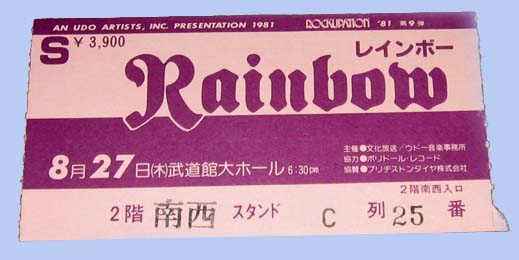 AN UDO ARTISTS, INC. PRESENTATION 1981 ROCKUPATION '81 第9弾
S ¥3,900
レインボー
Rainbow
主催●文化放送/ウドー音楽事務所
協力●ポリドール・レコード
協賛●ブリヂストンタイヤ株式会社
8月27日(木)武道館大ホール 6:30pm
2階南西入口
2階 南西 スタンド C 列 25 番